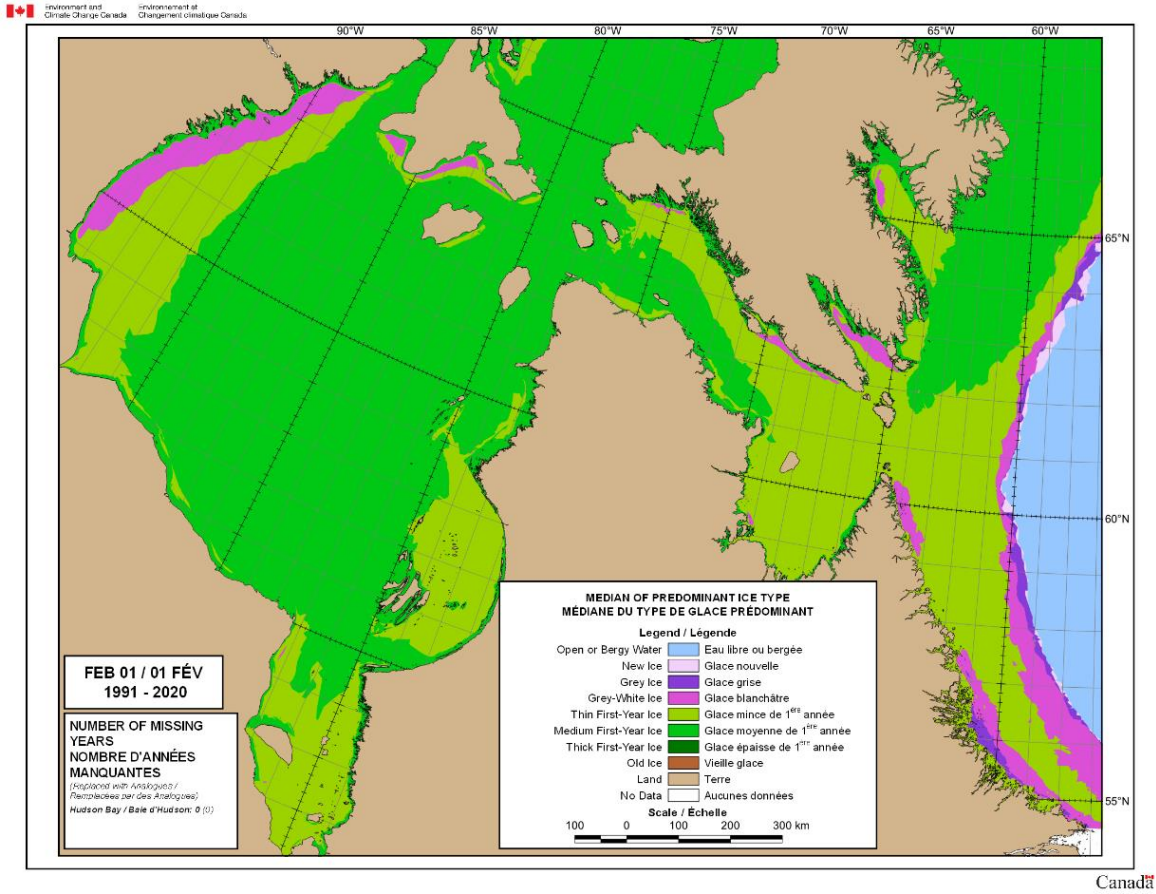 Environment and Environnement et
Climate Change Canada Changement climatique Canada
90°W 85°W 80°W 75°W 70°W 65°W 60°W
65°N
60°N
55°N
FEB 01 / 01 FÉV
1991 - 2020
NUMBER OF MISSING
YEARS
NOMBRE D'ANNÉES
MANQUANTES
(Replaced with Analogues /
Remplacées par des Analogues)
Hudson Bay / Baie d'Hudson: 0 (0)
MEDIAN OF PREDOMINANT ICE TYPE
MÉDIANE DU TYPE DE GLACE PRÉDOMINANT
Legend / Légende
Open or Bergy Water Eau libre ou bergée
New Ice Glace nouvelle
Grey Ice Glace grise
Grey-White Ice Glace blanchâtre
Thin First-Year Ice Glace mince de 1ère année
Medium First-Year Ice Glace moyenne de 1ère année
Thick First-Year Ice Glace épaisse de 1ère année
Old Ice Vieille glace
Land Terre
No Data Aucunes données
Scale / Échelle
100 0 100 200 300 km
Canada